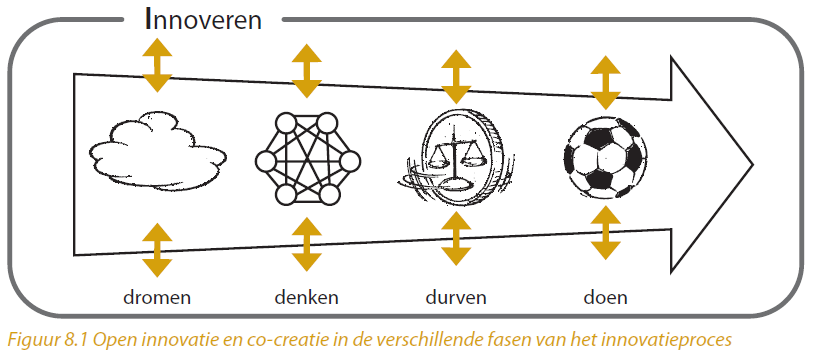 Innoveren
dromen denken durven doen
Figuur 8.1 Open innovatie en co-creatie in de verschillende fasen van het innovatieproces